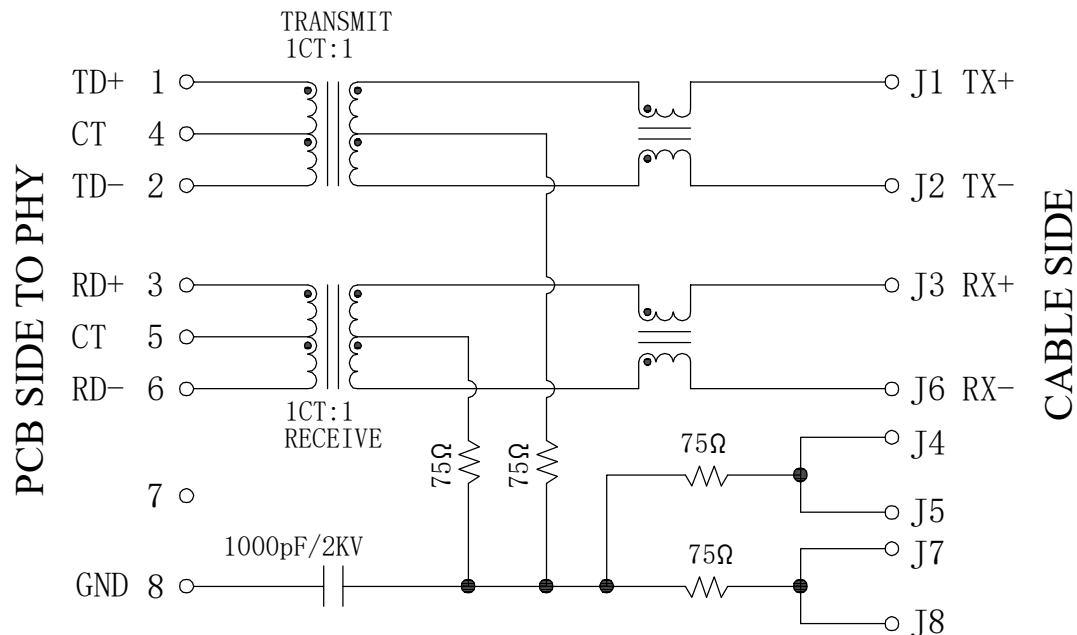 TRANSMIT
1CT:1
TD+ 1
CT 4
TD- 2
J1 TX+
J2 TX-
RD+ 3
CT 5
RD- 6
J3 RX+
J6 RX-
1CT:1
RECEIVE
75Ω
75Ω
75Ω
J4
J5
7
1000pF/2KV
75Ω
GND 8
J7
J8
PCB SIDE TO PHY
CABLE SIDE